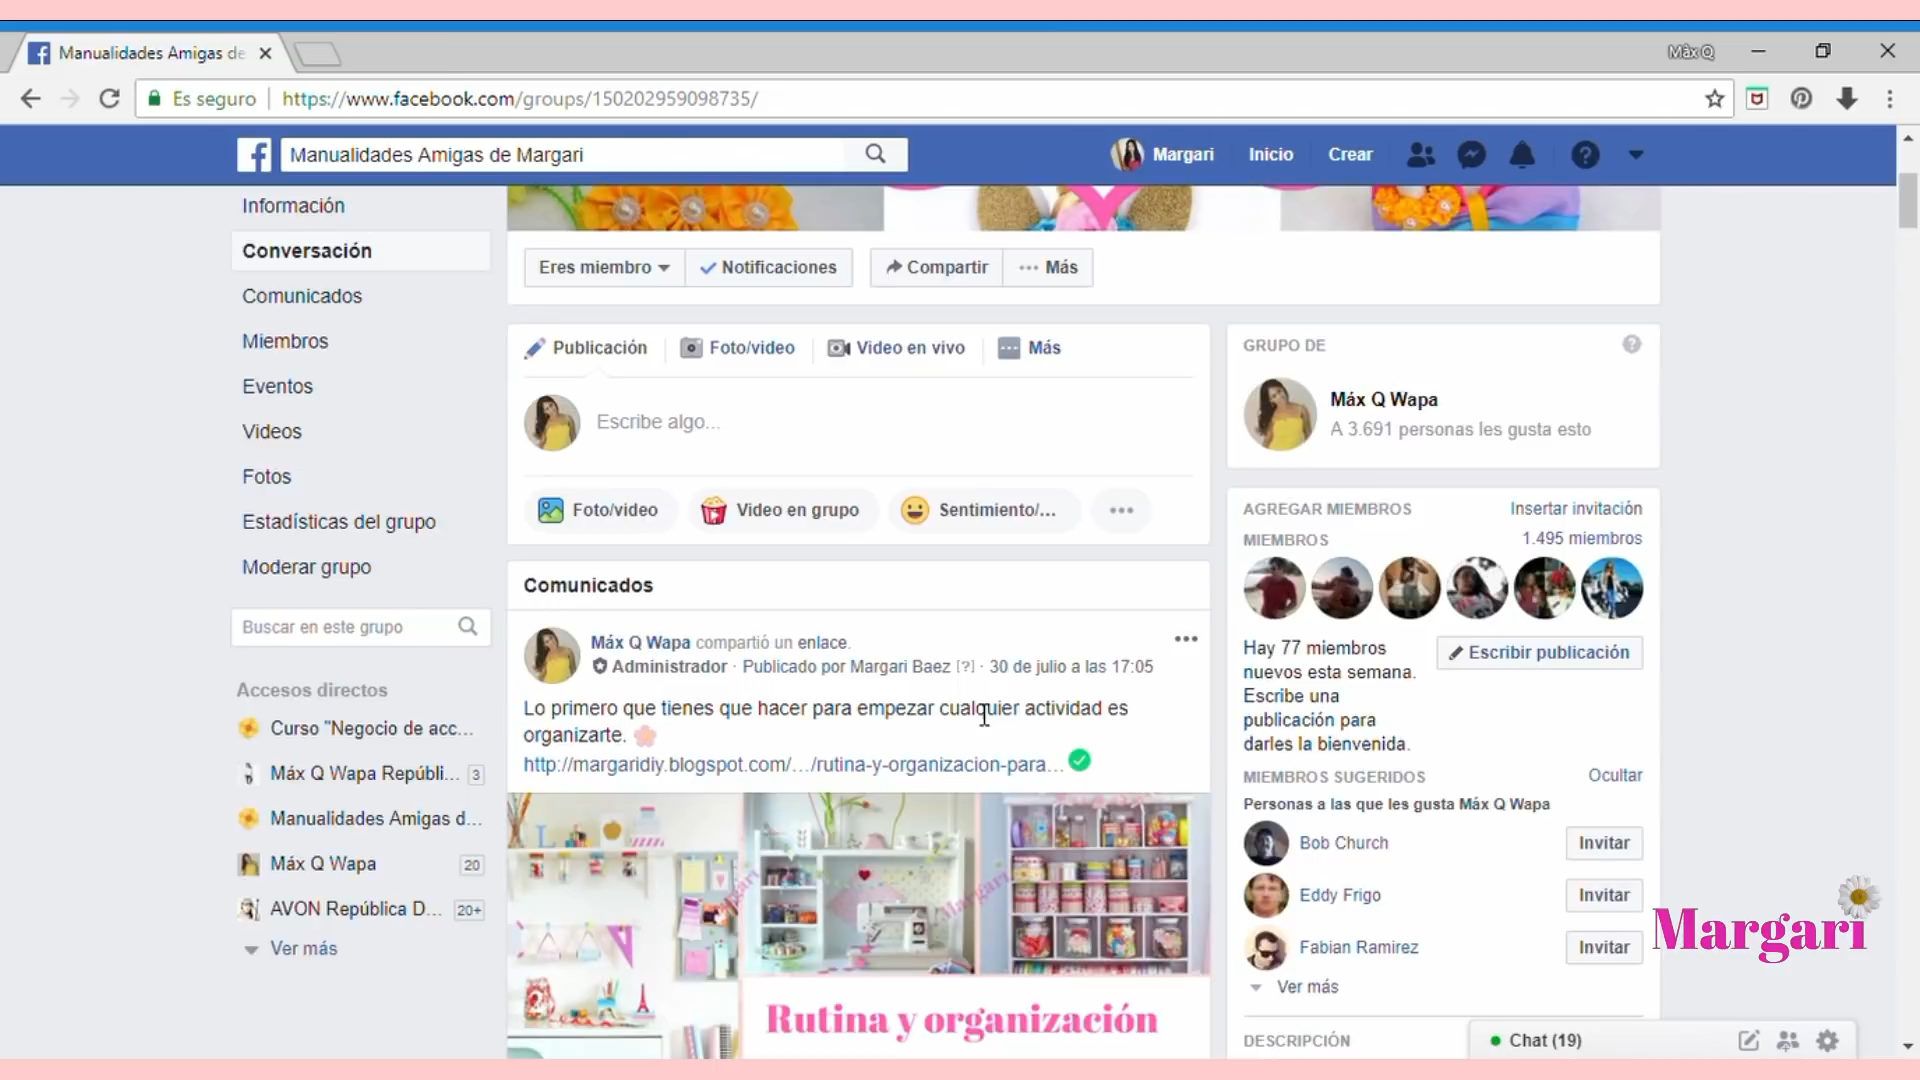 Manualidades Amigas de
Máx Q
Es seguro
https://www.facebook.com/groups/150202959098735/
Manualidades Amigas de Margari
Margari
Inicio
Crear
Información
Conversación
Comunicados
Miembros
Eventos
Videos
Fotos
Estadísticas del grupo
Moderar grupo
Buscar en este grupo
Accesos directos
Curso "Negocio de acc...
Máx Q Wapa Repúbli... 3
Manualidades Amigas d...
Máx Q Wapa 20
AVON República D... 20+
Ver más
Eres miembro
Notificaciones
Compartir
Más
Publicación
Foto/video
Video en vivo
Más
Escribe algo...
Foto/video
Video en grupo
Sentimiento/...
Comunicados
Máx Q Wapa compartió un enlace.
Administrador · Publicado por Margari Baez [?] · 30 de julio a las 17:05
Lo primero que tienes que hacer para empezar cualquier actividad es
organizarte.
http://margaridiy.blogspot.com/…/rutina-y-organizacion-para…
Rutina y organización
GRUPO DE
Máx Q Wapa
A 3.691 personas les gusta esto
AGREGAR MIEMBROS
Insertar invitación
MIEMBROS
1.495 miembros
Hay 77 miembros
nuevos esta semana.
Escribe una
publicación para
darles la bienvenida.
Escribir publicación
MIEMBROS SUGERIDOS
Ocultar
Personas a las que les gusta Máx Q Wapa
Bob Church
Invitar
Eddy Frigo
Invitar
Fabian Ramirez
Invitar
Ver más
DESCRIPCIÓN
Chat (19)
Margari